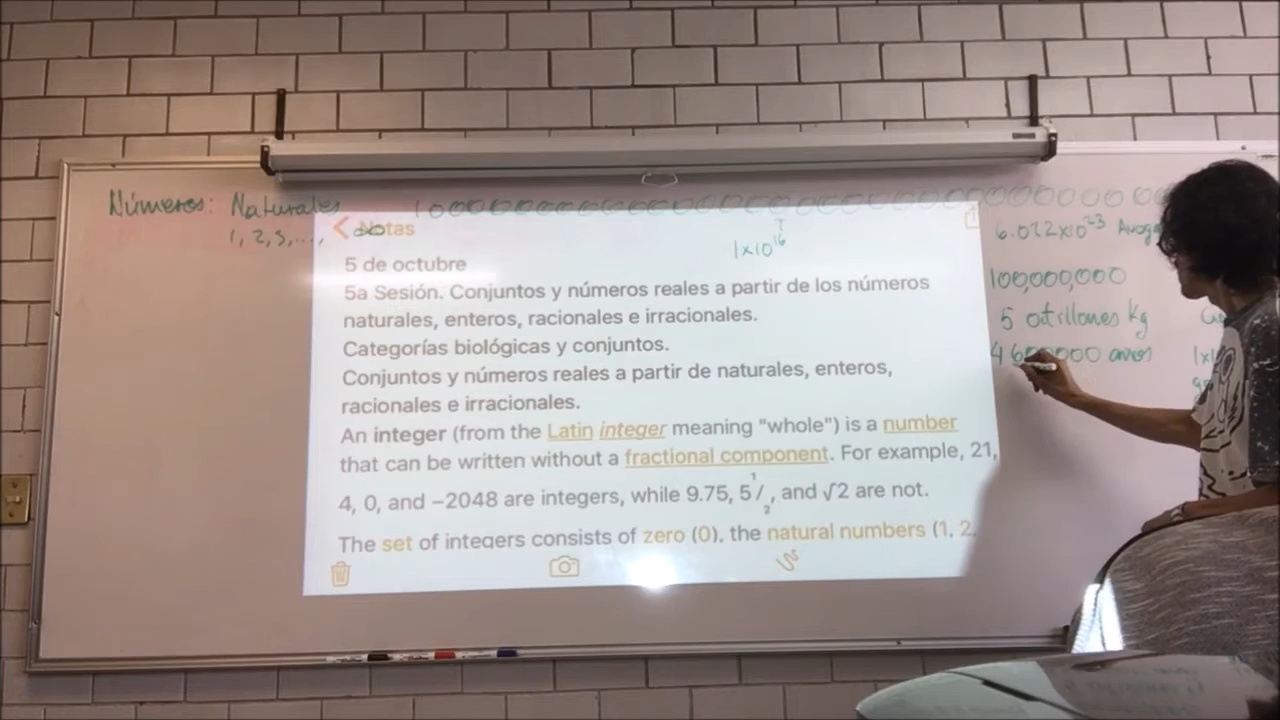 Números: Naturales
1, 2, 3, ..., ∞
1x10¹⁶
6.022x10²³
100,000,000
5 octillones kg
años
Notas
5 de octubre
5a Sesión. Conjuntos y números reales a partir de los números
naturales, enteros, racionales e irracionales.
Categorías biológicas y conjuntos.
Conjuntos y números reales a partir de naturales, enteros,
racionales e irracionales.
An integer (from the Latin integer meaning "whole") is a number
that can be written without a fractional component. For example, 21,
4, 0, and −2048 are integers, while 9.75, 5 1/2, and √2 are not.
The set of integers consists of zero (0), the natural numbers (1, 2,